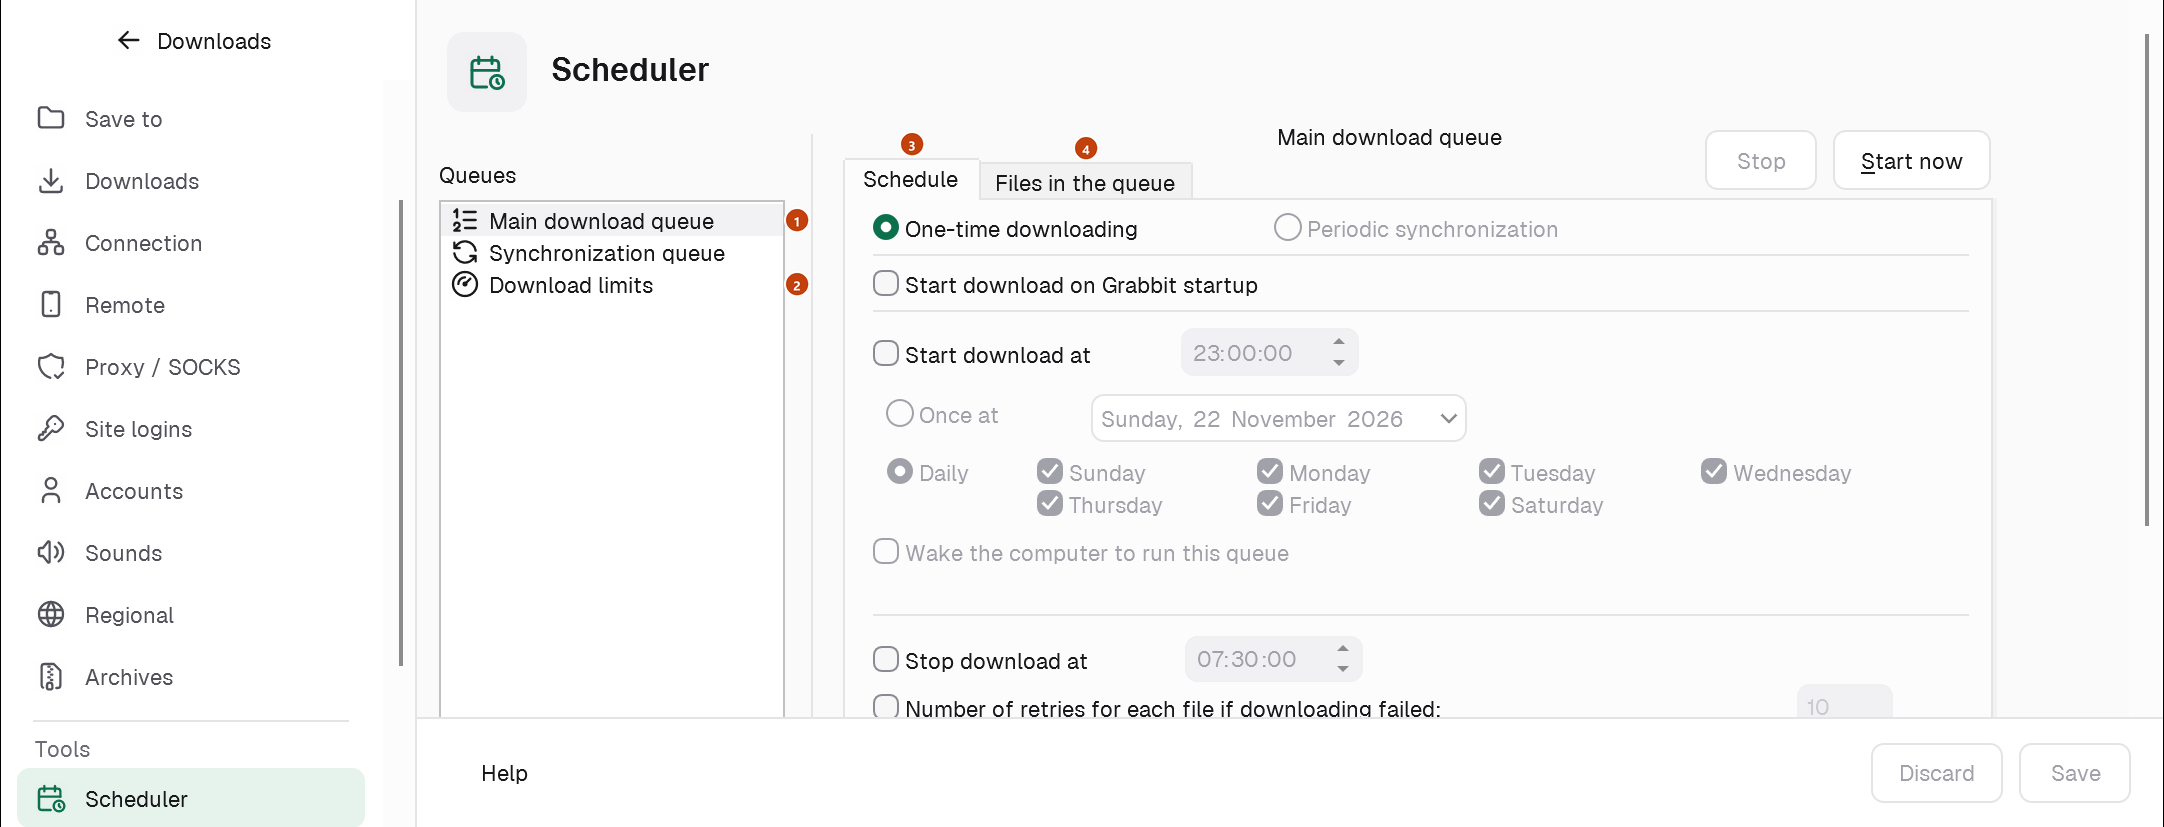 Downloads
Save to
Downloads
Connection
Remote
Proxy / SOCKS
Site logins
Accounts
Sounds
Regional
Archives
Tools
Scheduler
Scheduler
Queues
Main download queue
1
Synchronization queue
Download limits
2
Main download queue
Stop
Start now
3
4
Schedule
Files in the queue
One-time downloading
Periodic synchronization
Start download on Grabbit startup
Start download at
23:00:00
Once at
Sunday, 22 November 2026
Daily
Sunday
Monday
Tuesday
Wednesday
Thursday
Friday
Saturday
Wake the computer to run this queue
Stop download at
07:30:00
Number of retries for each file if downloading failed:
10
Help
Discard
Save